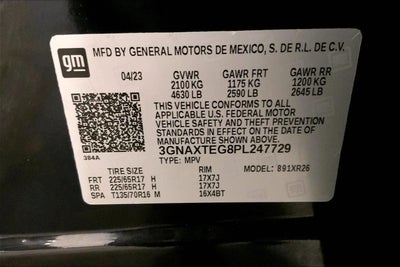 gm
MFD BY GENERAL MOTORS DE MEXICO, S. DE R.L. DE C.V.
04/23 GVWR GAWR FRT GAWR RR
2100 KG 1175 KG 1200 KG
4630 LB 2590 LB 2645 LB
THIS VEHICLE CONFORMS TO ALL
APPLICABLE U.S. FEDERAL MOTOR
VEHICLE SAFETY AND THEFT PREVENTION
STANDARDS IN EFFECT ON THE DATE OF
MANUFACTURE SHOWN ABOVE.
384A
3GNAXTEG8PL247729
TYPE: MPV MODEL: 891XR26
TIRE SIZE RIM
FRT 225/65R17 H 17X7J
RR 225/65R17 H 17X7J
SPA T135/70R16 M 16X4BT